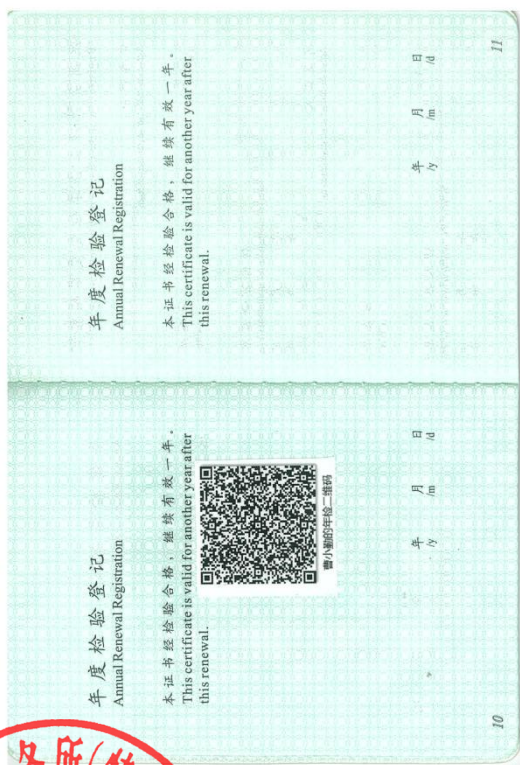 年度检验登记
Annual Renewal Registration
本证书经检验合格，继续有效一年。
This certificate is valid for another year after
this renewal.
曹小勤的年检二维码
年 月 日
/y /m /d
10
年度检验登记
Annual Renewal Registration
本证书经检验合格，继续有效一年。
This certificate is valid for another year after
this renewal.
年 月 日
/y /m /d
11